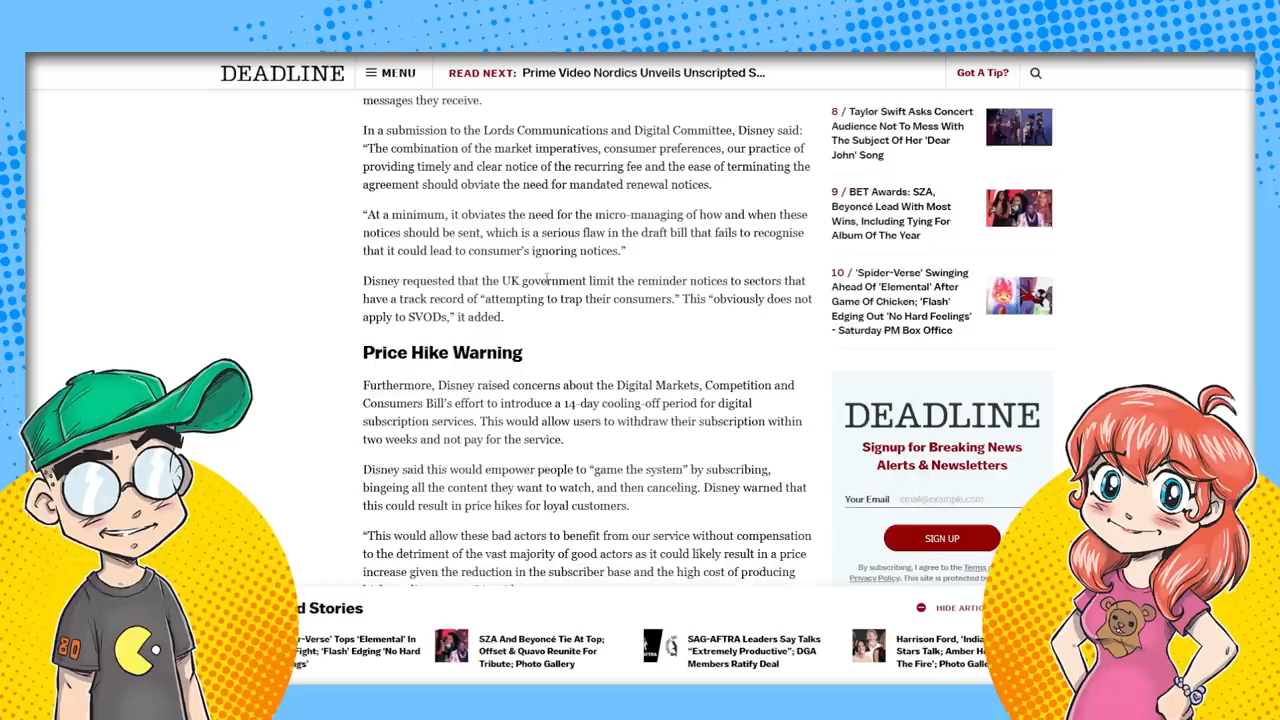 DEADLINE
MENU
READ NEXT: Prime Video Nordics Unveils Unscripted S...
Got A Tip?
messages they receive.
In a submission to the Lords Communications and Digital Committee, Disney said:
“The combination of the market imperatives, consumer preferences, our practice of
providing timely and clear notice of the recurring fee and the ease of terminating the
agreement should obviate the need for mandated renewal notices.
“At a minimum, it obviates the need for the micro-managing of how and when these
notices should be sent, which is a serious flaw in the draft bill that fails to recognise
that it could lead to consumer's ignoring notices.”
Disney requested that the UK government limit the reminder notices to sectors that
have a track record of “attempting to trap their consumers.” This “obviously does not
apply to SVODs,” it added.
Price Hike Warning
Furthermore, Disney raised concerns about the Digital Markets, Competition and
Consumers Bill's effort to introduce a 14-day cooling-off period for digital
subscription services. This would allow users to withdraw their subscription within
two weeks and not pay for the service.
Disney said this would empower people to “game the system” by subscribing,
bingeing all the content they want to watch, and then canceling. Disney warned that
this could result in price hikes for loyal customers.
“This would allow these bad actors to benefit from our service without compensation
to the detriment of the vast majority of good actors as it could likely result in a price
increase given the reduction in the subscriber base and the high cost of producing
8 / Taylor Swift Asks Concert
Audience Not To Mess With
The Subject Of Her 'Dear
John' Song
9 / BET Awards: SZA,
Beyoncé Lead With Most
Wins, Including Tying For
Album Of The Year
10 / 'Spider-Verse' Swinging
Ahead Of 'Elemental' After
Game Of Chicken; 'Flash'
Edging Out 'No Hard Feelings'
- Saturday PM Box Office
DEADLINE
Signup for Breaking News
Alerts & Newsletters
Your Email email@example.com
SIGN UP
By subscribing, I agree to the Terms
Privacy Policy. This site is protected b
d Stories
HIDE ARTIC
r-Verse' Tops 'Elemental' In
Fight; 'Flash' Edging 'No Hard
gs'
SZA And Beyoncé Tie At Top;
Offset & Quavo Reunite For
Tribute; Photo Gallery
SAG-AFTRA Leaders Say Talks
“Extremely Productive”; DGA
Members Ratify Deal
Harrison Ford, 'India
Stars Talk; Amber He
The Fire'; Photo Galle
80